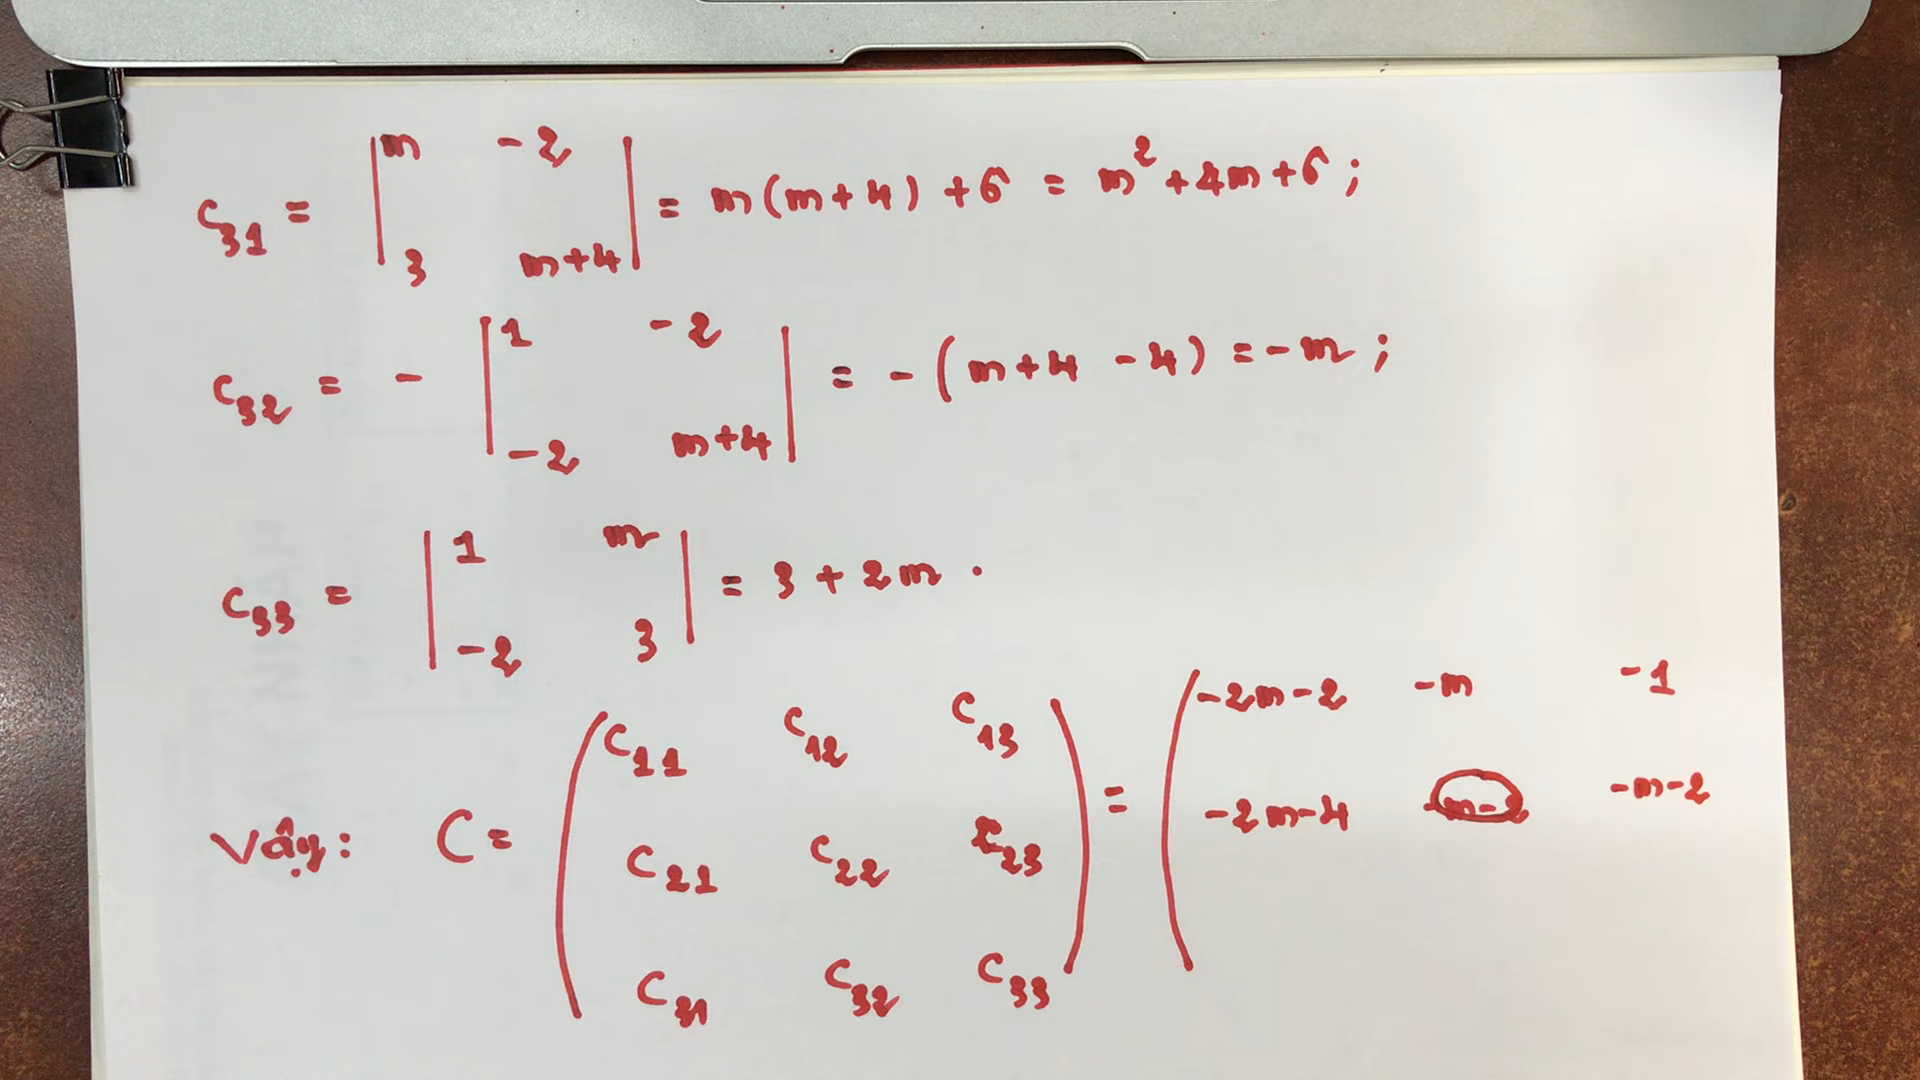 C31 = | m -2 ; 3 m+4 | = m(m+4) +6 = m² +4m+6 ;
C32 = - | 1 -2 ; -2 m+4 | = - (m+4 -4) = -m ;
C33 = | 1 m ; -2 3 | = 3 + 2m .
Vậy: C = ( C11 C12 C13 ; C21 C22 C23 ; C31 C32 C33 ) = ( -2m-2 -m -1 ; -2m-4 -m-2